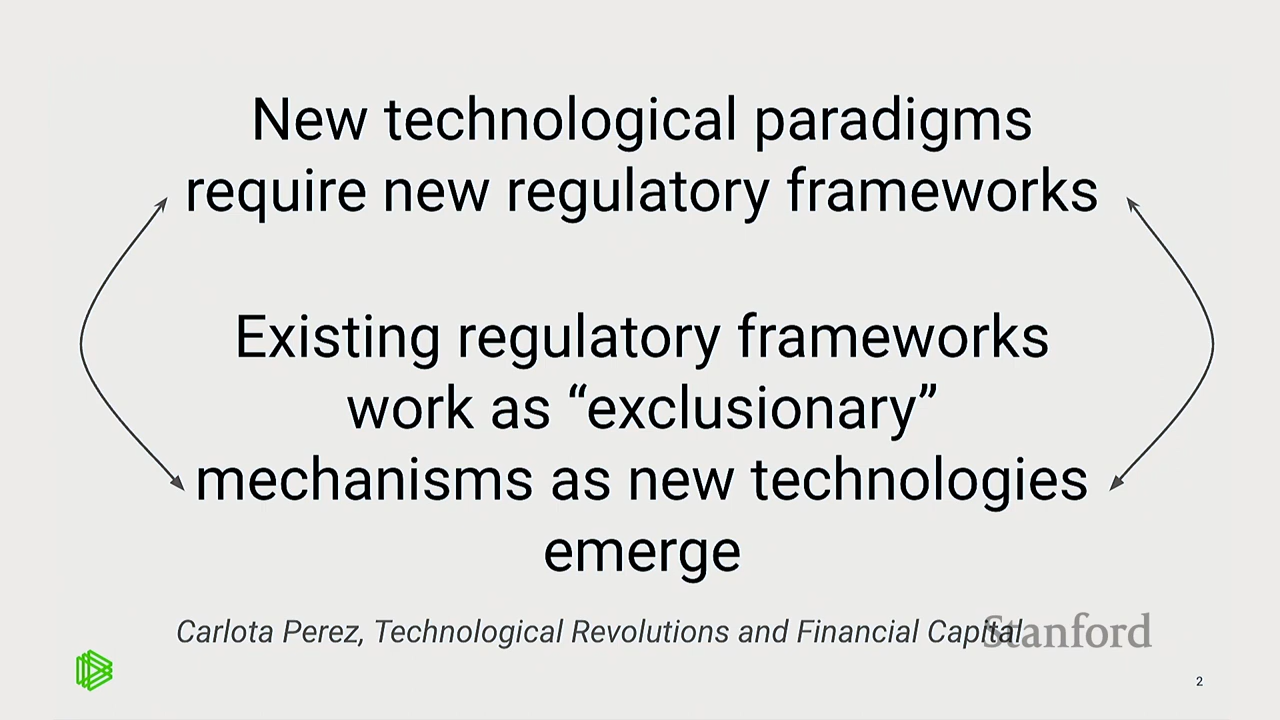 New technological paradigms
require new regulatory frameworks
Existing regulatory frameworks
work as “exclusionary”
mechanisms as new technologies
emerge
Carlota Perez, Technological Revolutions and Financial Capital
Stanford
2